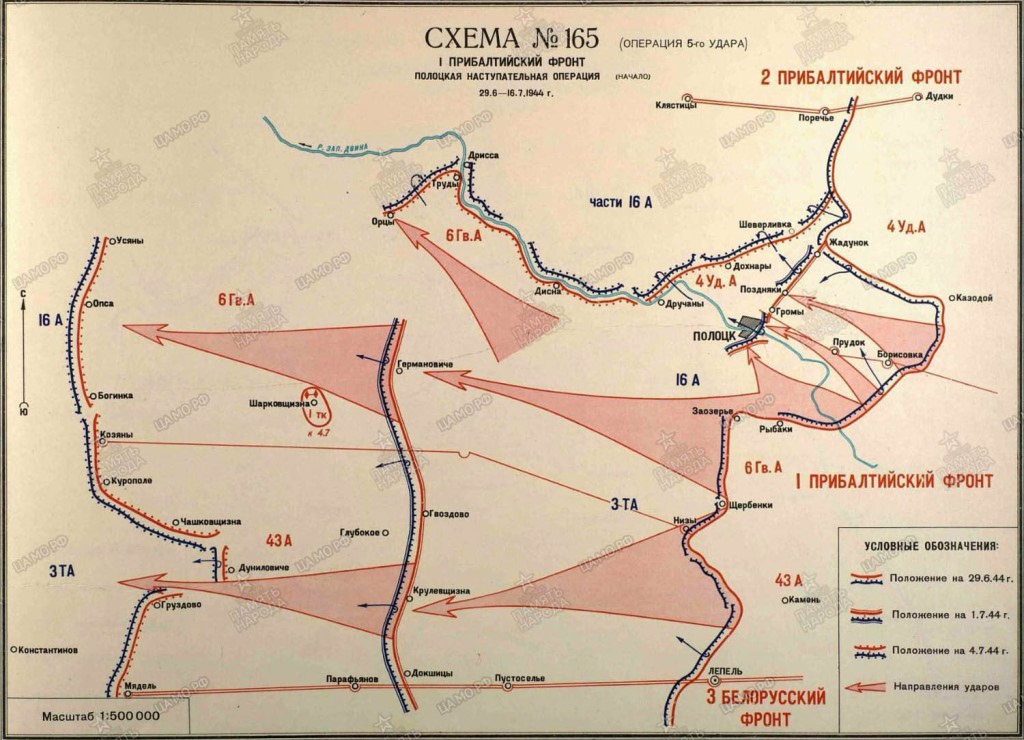 СХЕМА № 165 (ОПЕРАЦИЯ 5-го УДАРА)
I ПРИБАЛТИЙСКИЙ ФРОНТ
ПОЛОЦКАЯ НАСТУПАТЕЛЬНАЯ ОПЕРАЦИЯ (НАЧАЛО)
29.6—16.7.1944 г.
2 ПРИБАЛТИЙСКИЙ ФРОНТ
Клястицы
Поречье
Дудки
Р. ЗАП. ДВИНА
Дрисса
Труды
Орцы
6 Гв. А
части 16 А
Шеверливка
4 Уд. А
Жадунок
Усяны
Дохнары
4 Уд. А
Дисна
Дручаны
Поздняки
Казодой
Опса
6 Гв. А
16 А
Громы
ПОЛОЦК
Прудок
Борисовка
Германовиче
16 А
Богинка
Шарковщизна
I ТК
к 4.7
Заозерье
Рыбаки
Козяны
6 Гв. А
I ПРИБАЛТИЙСКИЙ ФРОНТ
Курополе
3 ТА
Щербенки
Гвоздово
Низы
Чашковщизна
Глубокое
43 А
3 ТА
Дуниловиче
43 А
Камень
Груздово
Крулевщизна
Константинов
Докшицы
Мядель
Парафьянов
Пустоселье
ЛЕПЕЛЬ
3 БЕЛОРУССКИЙ
ФРОНТ
С
Ю
УСЛОВНЫЕ ОБОЗНАЧЕНИЯ:
Положение на 29.6.44 г.
Положение на 1.7.44 г.
Положение на 4.7.44 г.
Направления ударов
Масштаб 1:500 000
ПАМЯТЬ
НАРОДА
ЦАМО.РФ